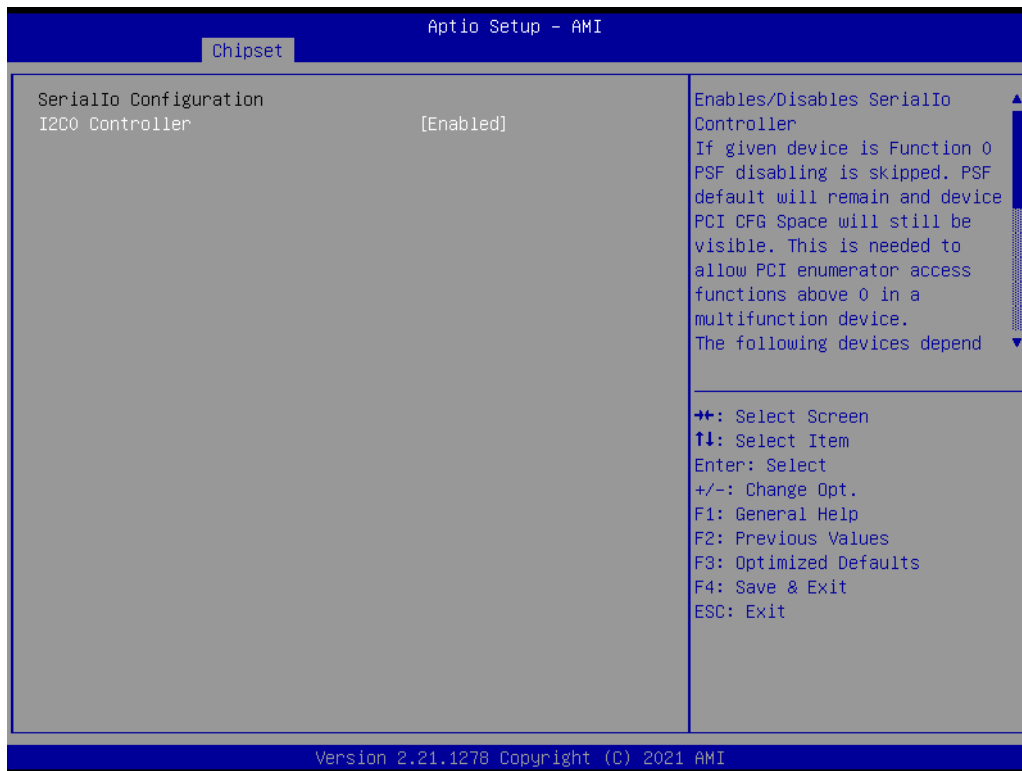 Aptio Setup – AMI
Chipset
SerialIo Configuration
I2C0 Controller [Enabled]
Enables/Disables SerialIo
Controller
If given device is Function 0
PSF disabling is skipped. PSF
default will remain and device
PCI CFG Space will still be
visible. This is needed to
allow PCI enumerator access
functions above 0 in a
multifunction device.
The following devices depend
→←: Select Screen
↑↓: Select Item
Enter: Select
+/-: Change Opt.
F1: General Help
F2: Previous Values
F3: Optimized Defaults
F4: Save & Exit
ESC: Exit
Version 2.21.1278 Copyright (C) 2021 AMI